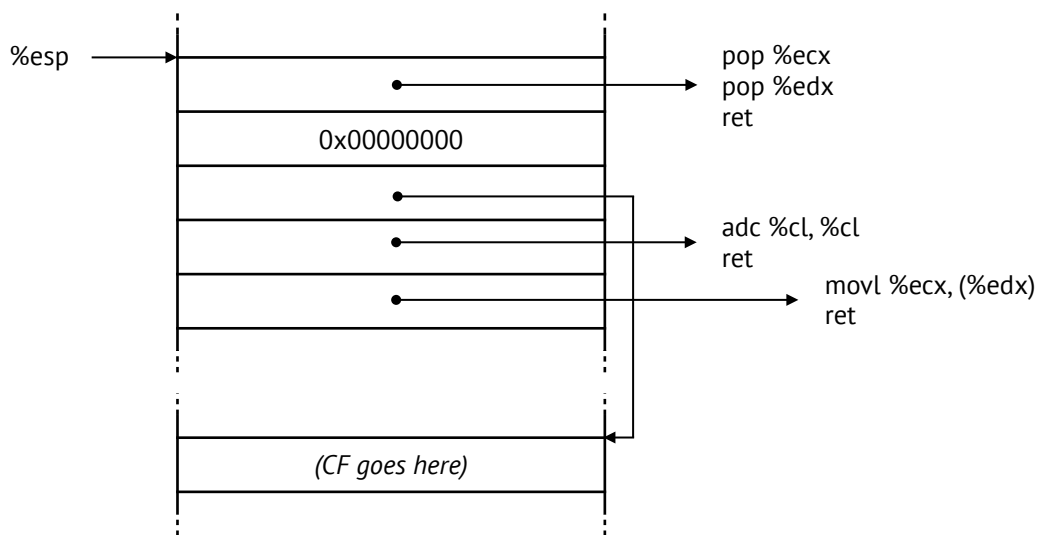 %esp
pop %ecx
pop %edx
ret
0x00000000
adc %cl, %cl
ret
movl %ecx, (%edx)
ret
(CF goes here)